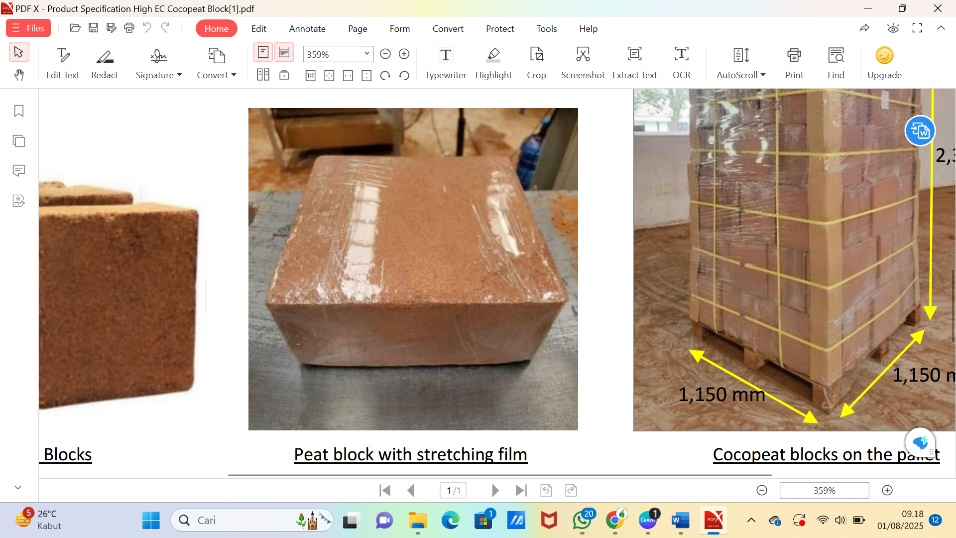 PDF X - Product Specification High EC Cocopeat Block[1].pdf
Files
Home
Edit
Annotate
Page
Form
Convert
Protect
Tools
Help
359%
Edit Text
Redact
Signature
Convert
Typewriter
Highlight
Crop
Screenshot
Extract Text
OCR
AutoScroll
Print
Find
Upgrade
2,3
1,150 mm
1,150 m
Blocks
Peat block with stretching film
Cocopeat blocks on the pallet
1/1
359%
5
26°C
Kabut
Cari
1
20
6
1
09.18
01/08/2025
12